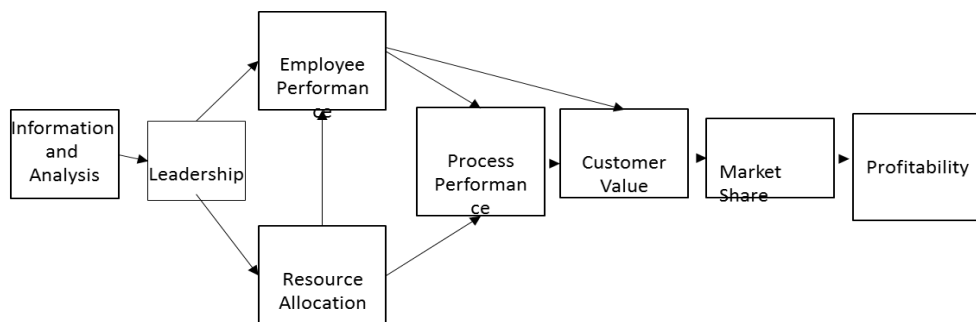 Information
and
Analysis
Leadership
Employee
Performan
ce
Resource
Allocation
Process
Performan
ce
Customer
Value
Market
Share
Profitability